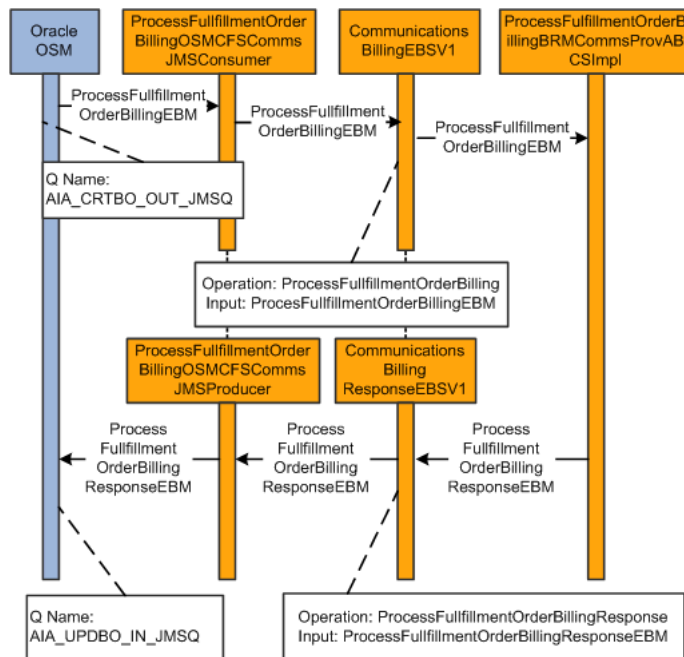 Oracle
OSM
ProcessFullfillmentOrder
BillingOSMCFSComms
JMSConsumer
Communications
BillingEBSV1
ProcessFullfillmentOrderB
illingBRMCommsProvAB
CSImpl
ProcessFullfillment
OrderBillingEBM
ProcessFullfillment
OrderBillingEBM
ProcessFullfillment
OrderBillingEBM
Q Name:
AIA_CRTBO_OUT_JMSQ
Operation: ProcessFullfillmentOrderBilling
Input: ProcesFullfillmentOrderBillingEBM
ProcessFullfillmentOrder
BillingOSMCFSComms
JMSProducer
Communications
Billing
ResponseEBSV1
Process
Fullfillment
OrderBilling
ResponseEBM
Process
Fullfillment
OrderBilling
ResponseEBM
Process
Fullfillment
OrderBilling
ResponseEBM
Q Name:
AIA_UPDBO_IN_JMSQ
Operation: ProcessFullfillmentOrderBillingResponse
Input: ProcessFullfillmentOrderBillingResponseEBM